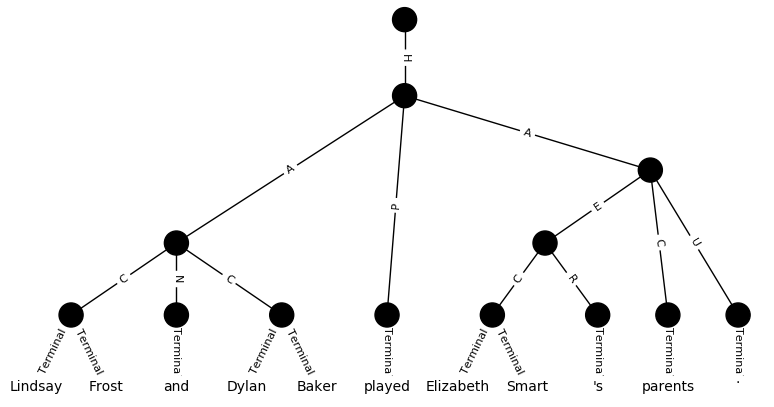 H
A
A
P
E
C
N
C
C
U
C
R
Terminal Terminal Terminal Terminal Terminal Terminal Terminal Terminal Terminal Terminal Terminal
Lindsay Frost and Dylan Baker played Elizabeth Smart 's parents .